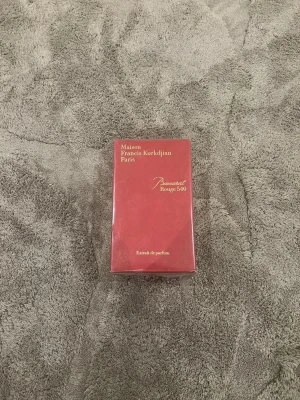 Maison
Francis Kurkdjian
Paris
Baccarat
Rouge 540
Extrait de parfum